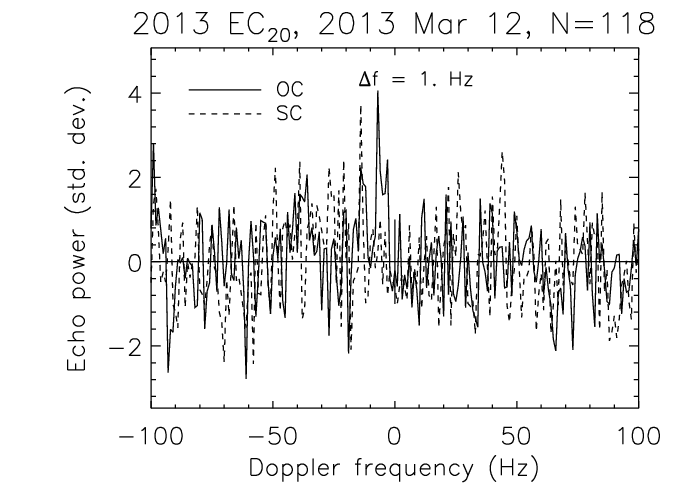 2013 EC₂₀, 2013 Mar 12, N=118
Δf = 1. Hz
OC
SC
Echo power (std. dev.)
4
2
0
−2
−100 −50 0 50 100
Doppler frequency (Hz)